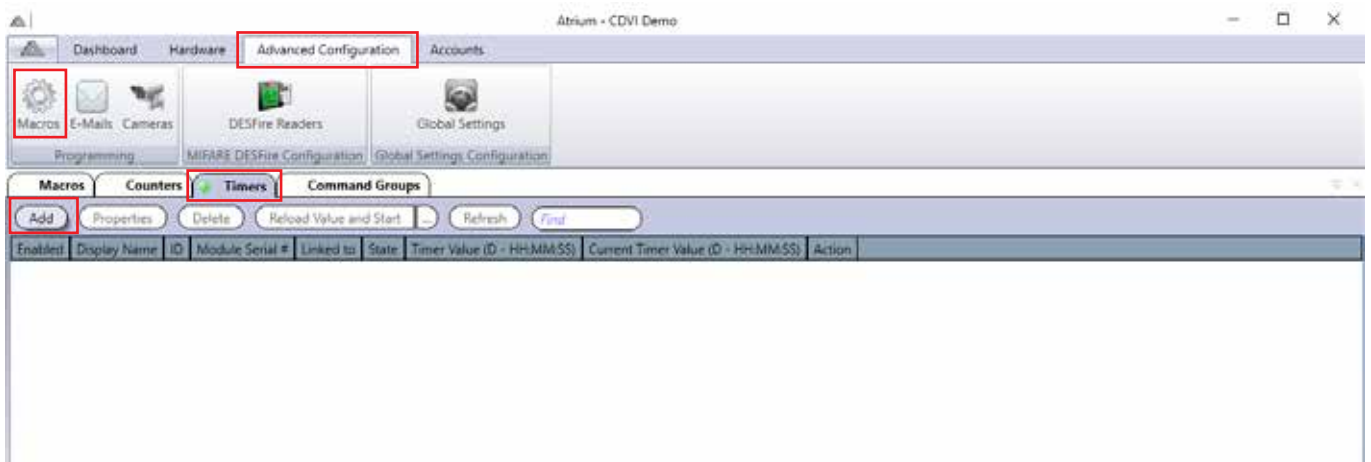 Atrium - CDVI Demo
Dashboard Hardware Advanced Configuration Accounts
Macros E-Mails Cameras DESFire Readers Global Settings
Programming MIFARE DESFire Configuration Global Settings Configuration
Macros Counters Timers Command Groups
Add Properties Delete Reload Value and Start ... Refresh Find
Enabled Display Name ID Module Serial # Linked to State Timer Value (D - HH:MM:SS) Current Timer Value (D - HH:MM:SS) Action